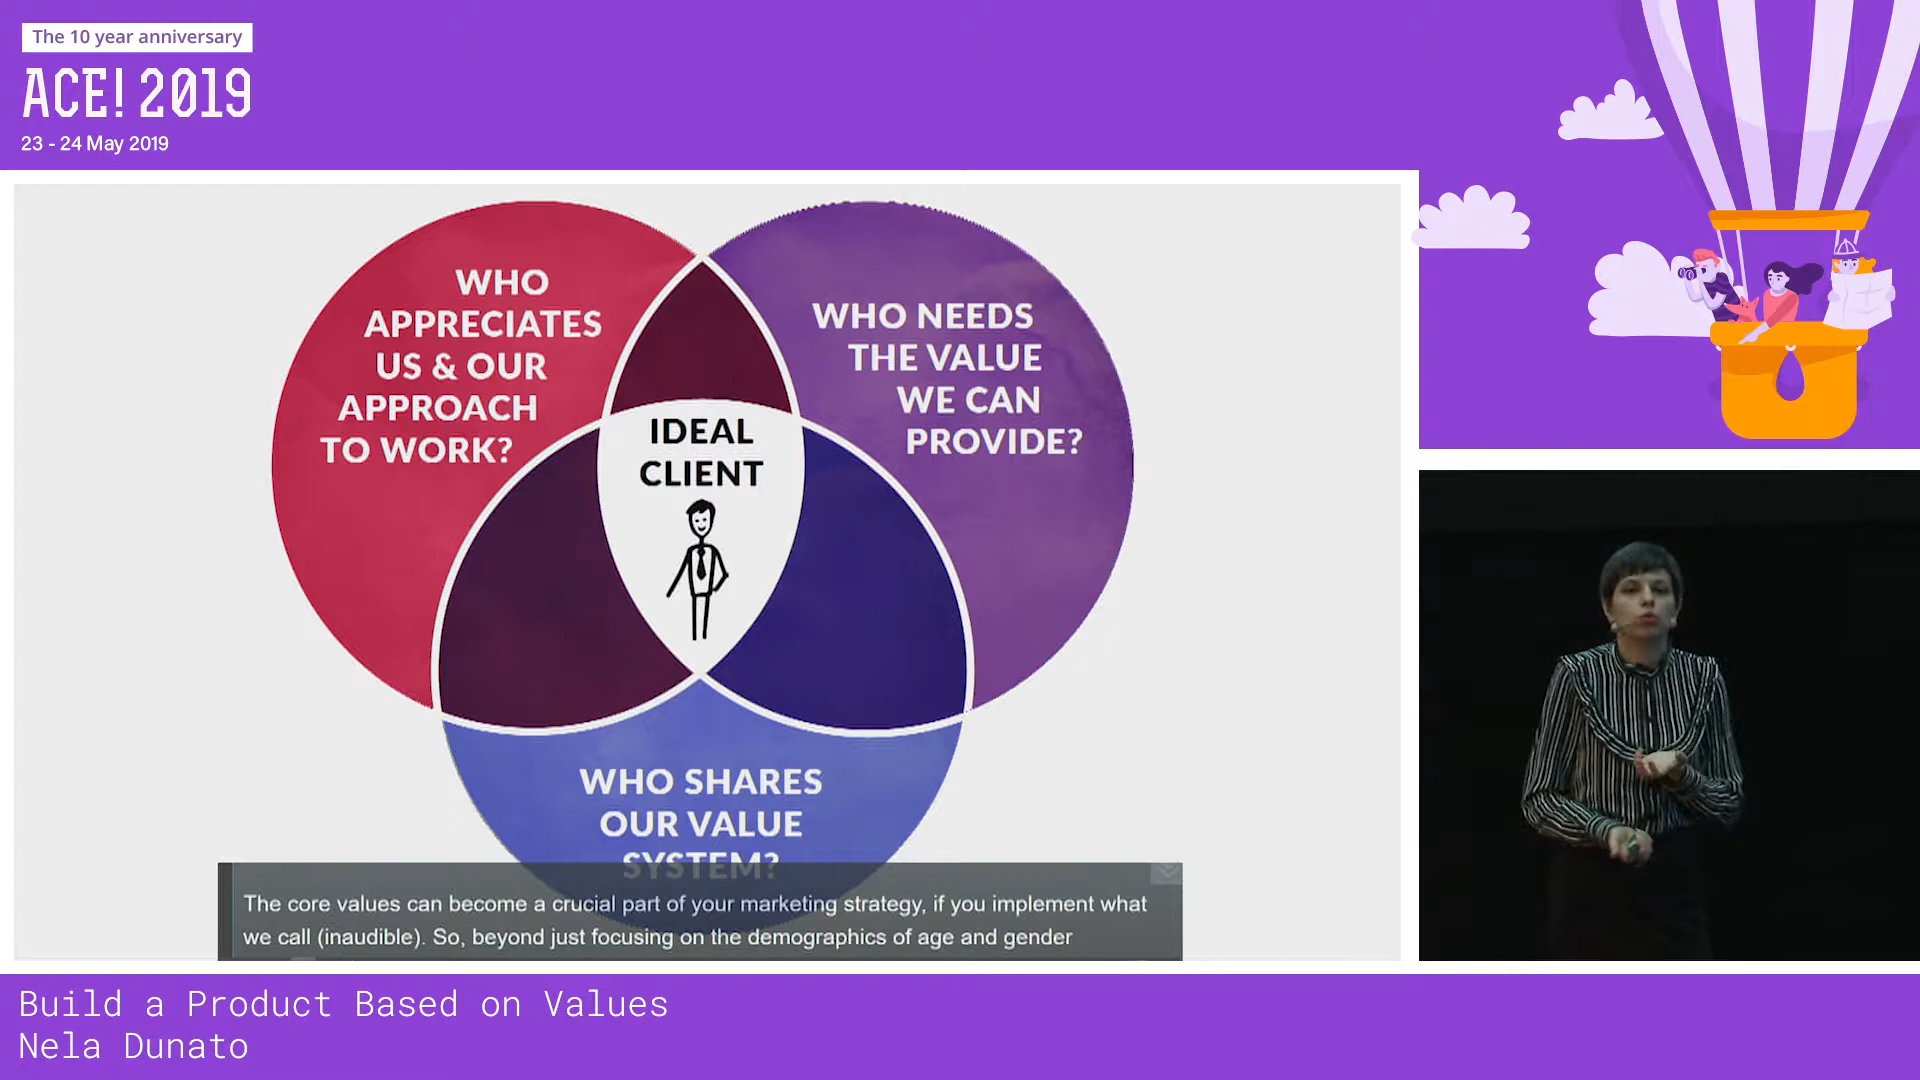 The 10 year anniversary
ACE! 2019
23 - 24 May 2019
WHO
APPRECIATES
US & OUR
APPROACH
TO WORK?
WHO NEEDS
THE VALUE
WE CAN
PROVIDE?
IDEAL
CLIENT
WHO SHARES
OUR VALUE
SYSTEM?
The core values can become a crucial part of your marketing strategy, if you implement what
we call (inaudible). So, beyond just focusing on the demographics of age and gender
Build a Product Based on Values
Nela Dunato